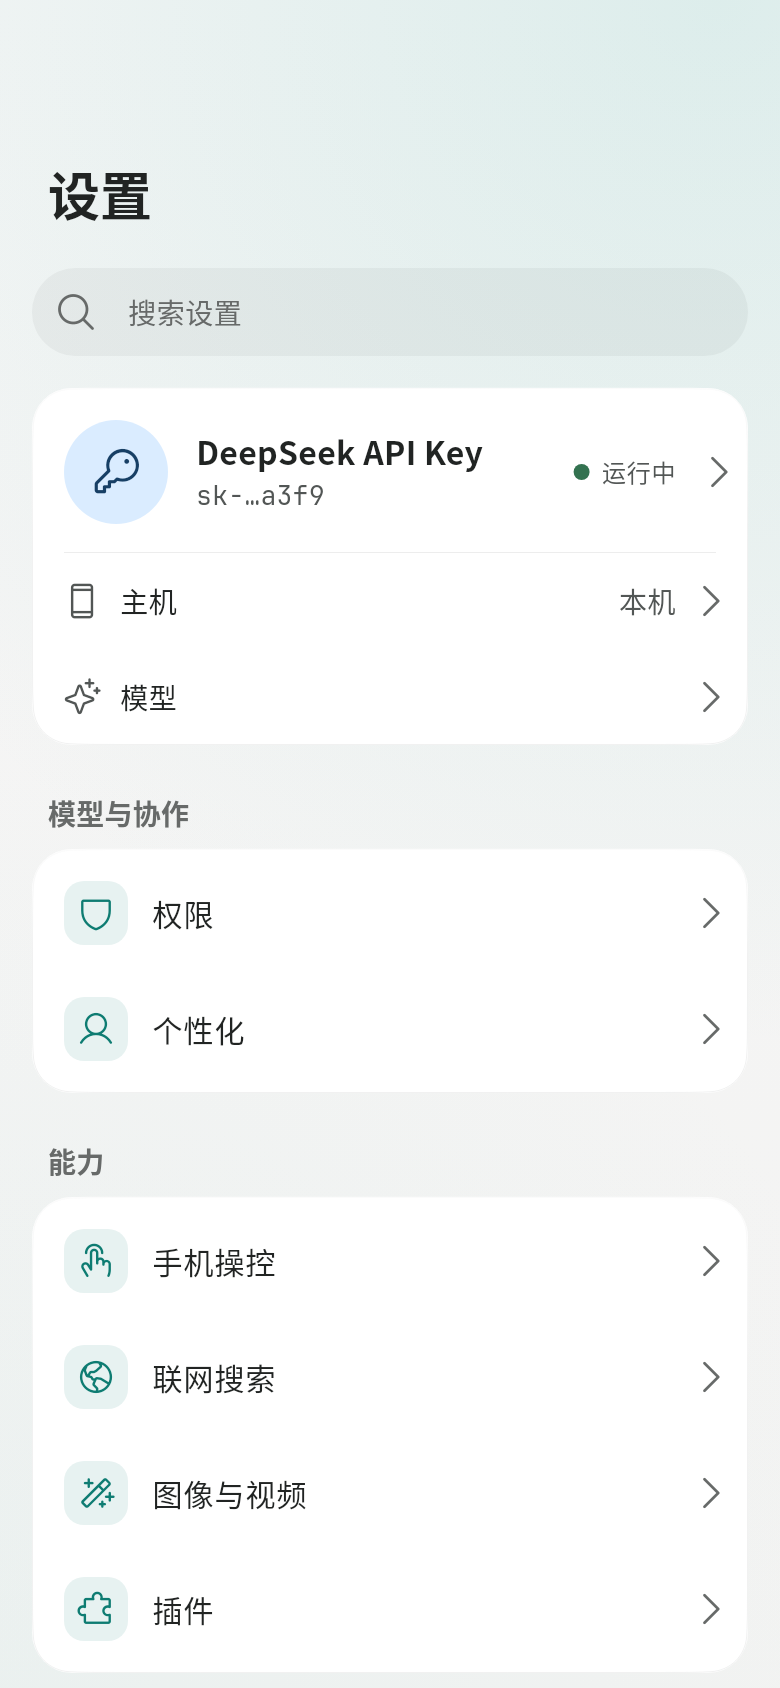 设置
搜索设置
DeepSeek API Key
sk-…a3f9
运行中
主机
本机
模型
模型与协作
权限
个性化
能力
手机操控
联网搜索
图像与视频
插件